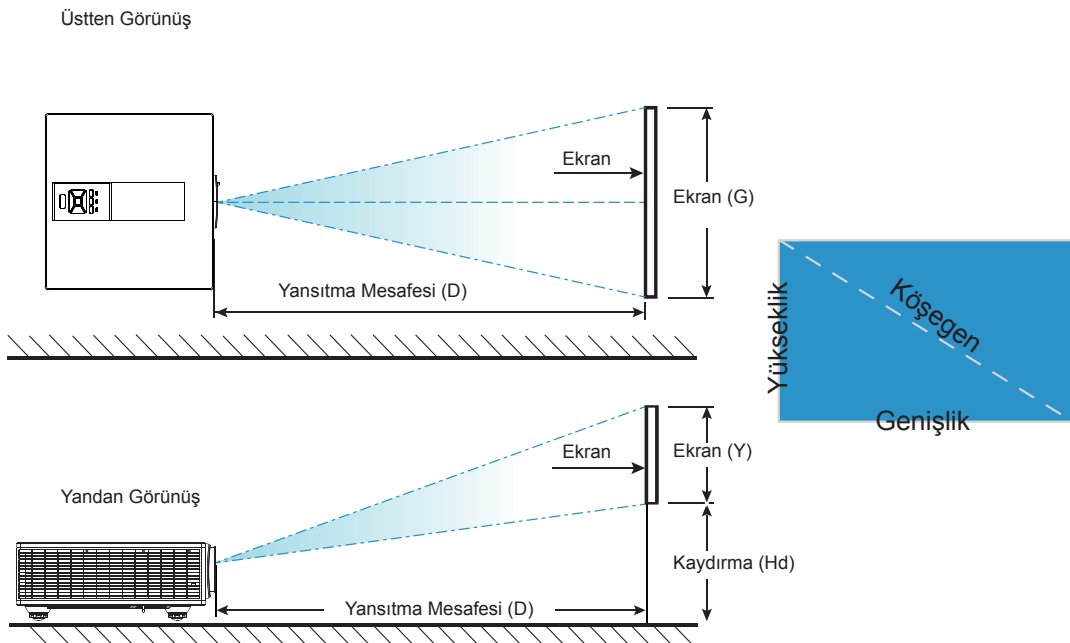 Üstten Görünüş
Ekran
Ekran (G)
Yansıtma Mesafesi (D)
Yükseklik
Köşegen
Genişlik
Ekran
Ekran (Y)
Yandan Görünüş
Kaydırma (Hd)
Yansıtma Mesafesi (D)